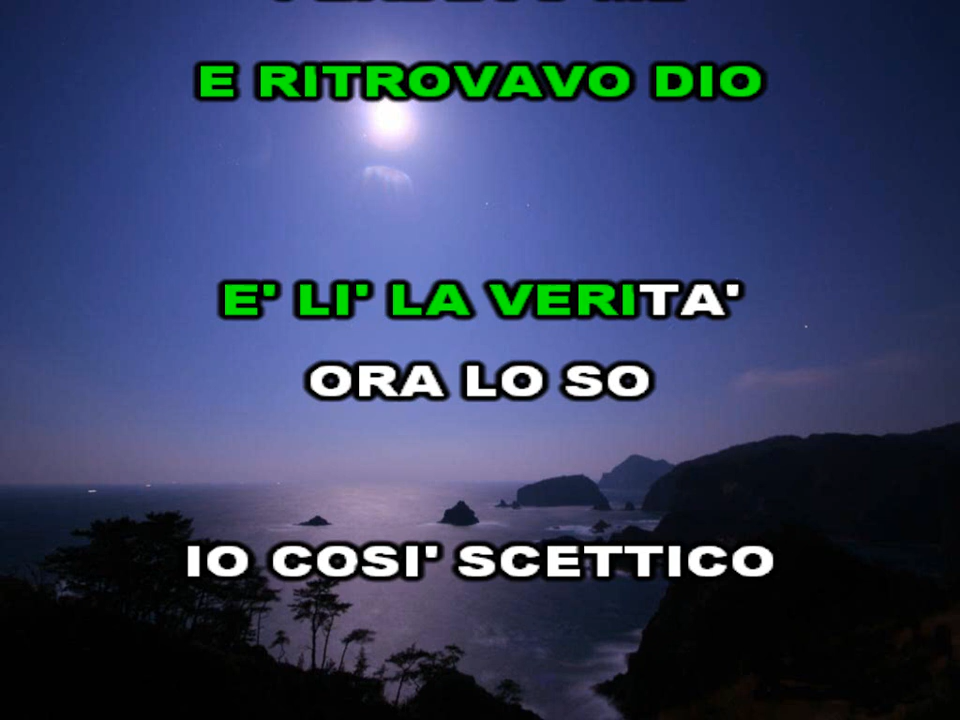 E RITROVAVO DIO
E' LI' LA VERITA'
ORA LO SO
IO COSI' SCETTICO